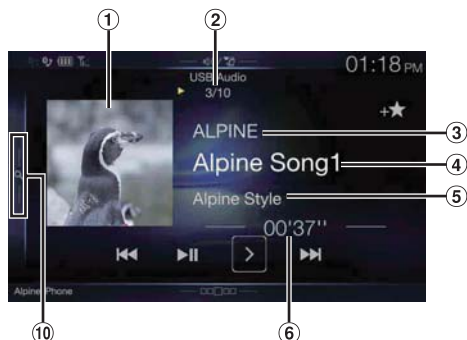 ① ②
01:18 PM
USB Audio
3/10
ALPINE ③
Alpine Song1 ④
Alpine Style ⑤
00'37''
Alpine Phone
⑩ ⑥